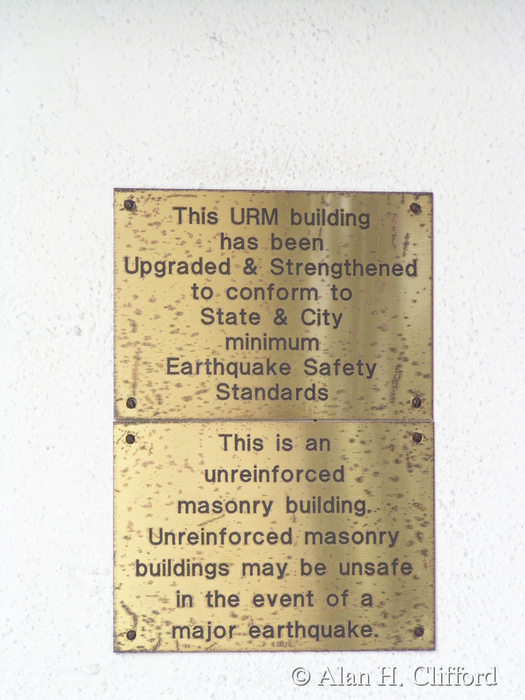 This URM building
has been
Upgraded & Strengthened
to conform to
State & City
minimum
Earthquake Safety
Standards
This is an
unreinforced
masonry building.
Unreinforced masonry
buildings may be unsafe
in the event of a
major earthquake.
© Alan H. Clifford